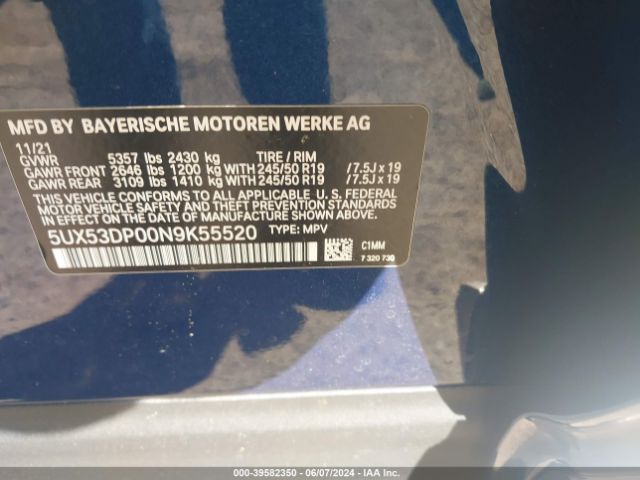 MFD BY BAYERISCHE MOTOREN WERKE AG
11/21
GVWR 5357 lbs 2430 kg TIRE / RIM
GAWR FRONT 2646 lbs 1200 kg WITH 245/50 R19 /7.5J x 19
GAWR REAR 3109 lbs 1410 kg WITH 245/50 R19 /7.5J x 19
THIS VEHICLE CONFORMS TO ALL APPLICABLE U. S. FEDERAL
MOTOR VEHICLE SAFETY AND THEFT PREVENTION STANDARDS
IN EFFECT ON THE DATE OF MANUFACTURE SHOWN ABOVE.
5UX53DP00N9K55520 TYPE: MPV
C1MM
7 320 730
000-39582350 - 06/07/2024 - IAA Inc.